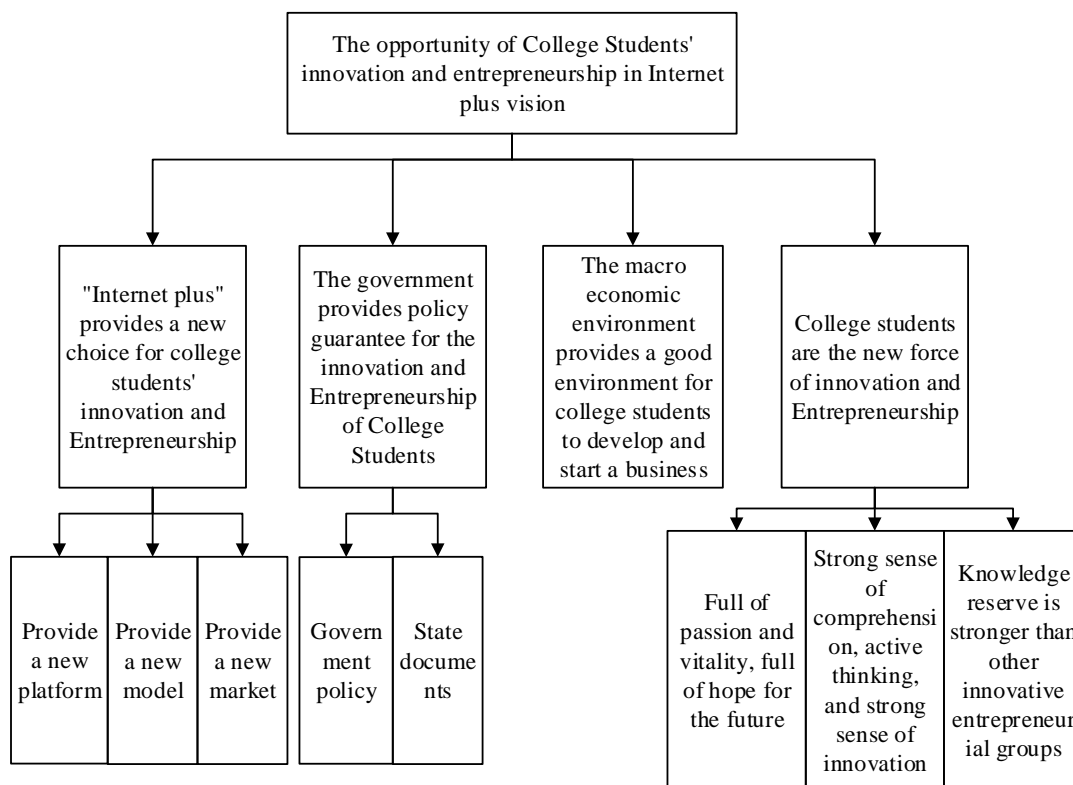 The opportunity of College Students'
innovation and entrepreneurship in Internet
plus vision
"Internet plus"
provides a new
choice for college
students'
innovation and
Entrepreneurship
The government
provides policy
guarantee for the
innovation and
Entrepreneurship
of College
Students
The macro
economic
environment
provides a good
environment for
college students
to develop and
start a business
College students
are the new force
of innovation and
Entrepreneurship
Provide
a new
platform
Provide
a new
model
Provide
a new
market
Govern
ment
policy
State
docume
nts
Full of
passion and
vitality, full
of hope for
the future
Strong sense
of
comprehensi
on, active
thinking,
and strong
sense of
innovation
Knowledge
reserve is
stronger than
other
innovative
entrepreneur
ial groups